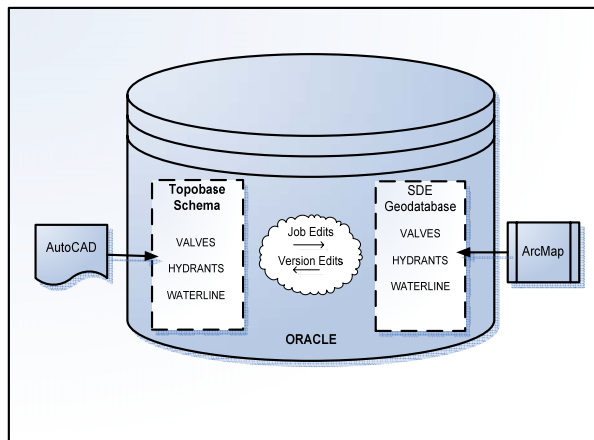 AutoCAD
Topobase
Schema
VALVES
HYDRANTS
WATERLINE
Job Edits
Version Edits
SDE
Geodatabase
VALVES
HYDRANTS
WATERLINE
ArcMap
ORACLE